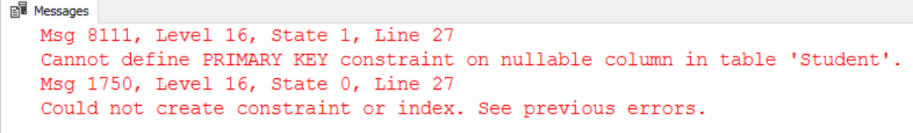 Messages
Msg 8111, Level 16, State 1, Line 27
Cannot define PRIMARY KEY constraint on nullable column in table 'Student'.
Msg 1750, Level 16, State 0, Line 27
Could not create constraint or index. See previous errors.